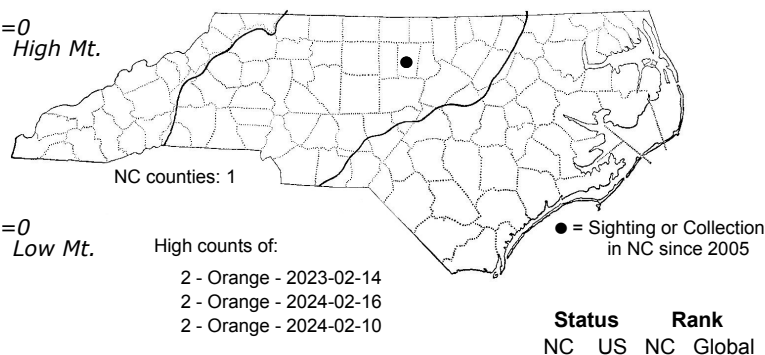 =0
High Mt.
NC counties: 1
=0
Low Mt.
High counts of:
2 - Orange - 2023-02-14
2 - Orange - 2024-02-16
2 - Orange - 2024-02-10
● = Sighting or Collection
in NC since 2005
Status Rank
NC US NC Global